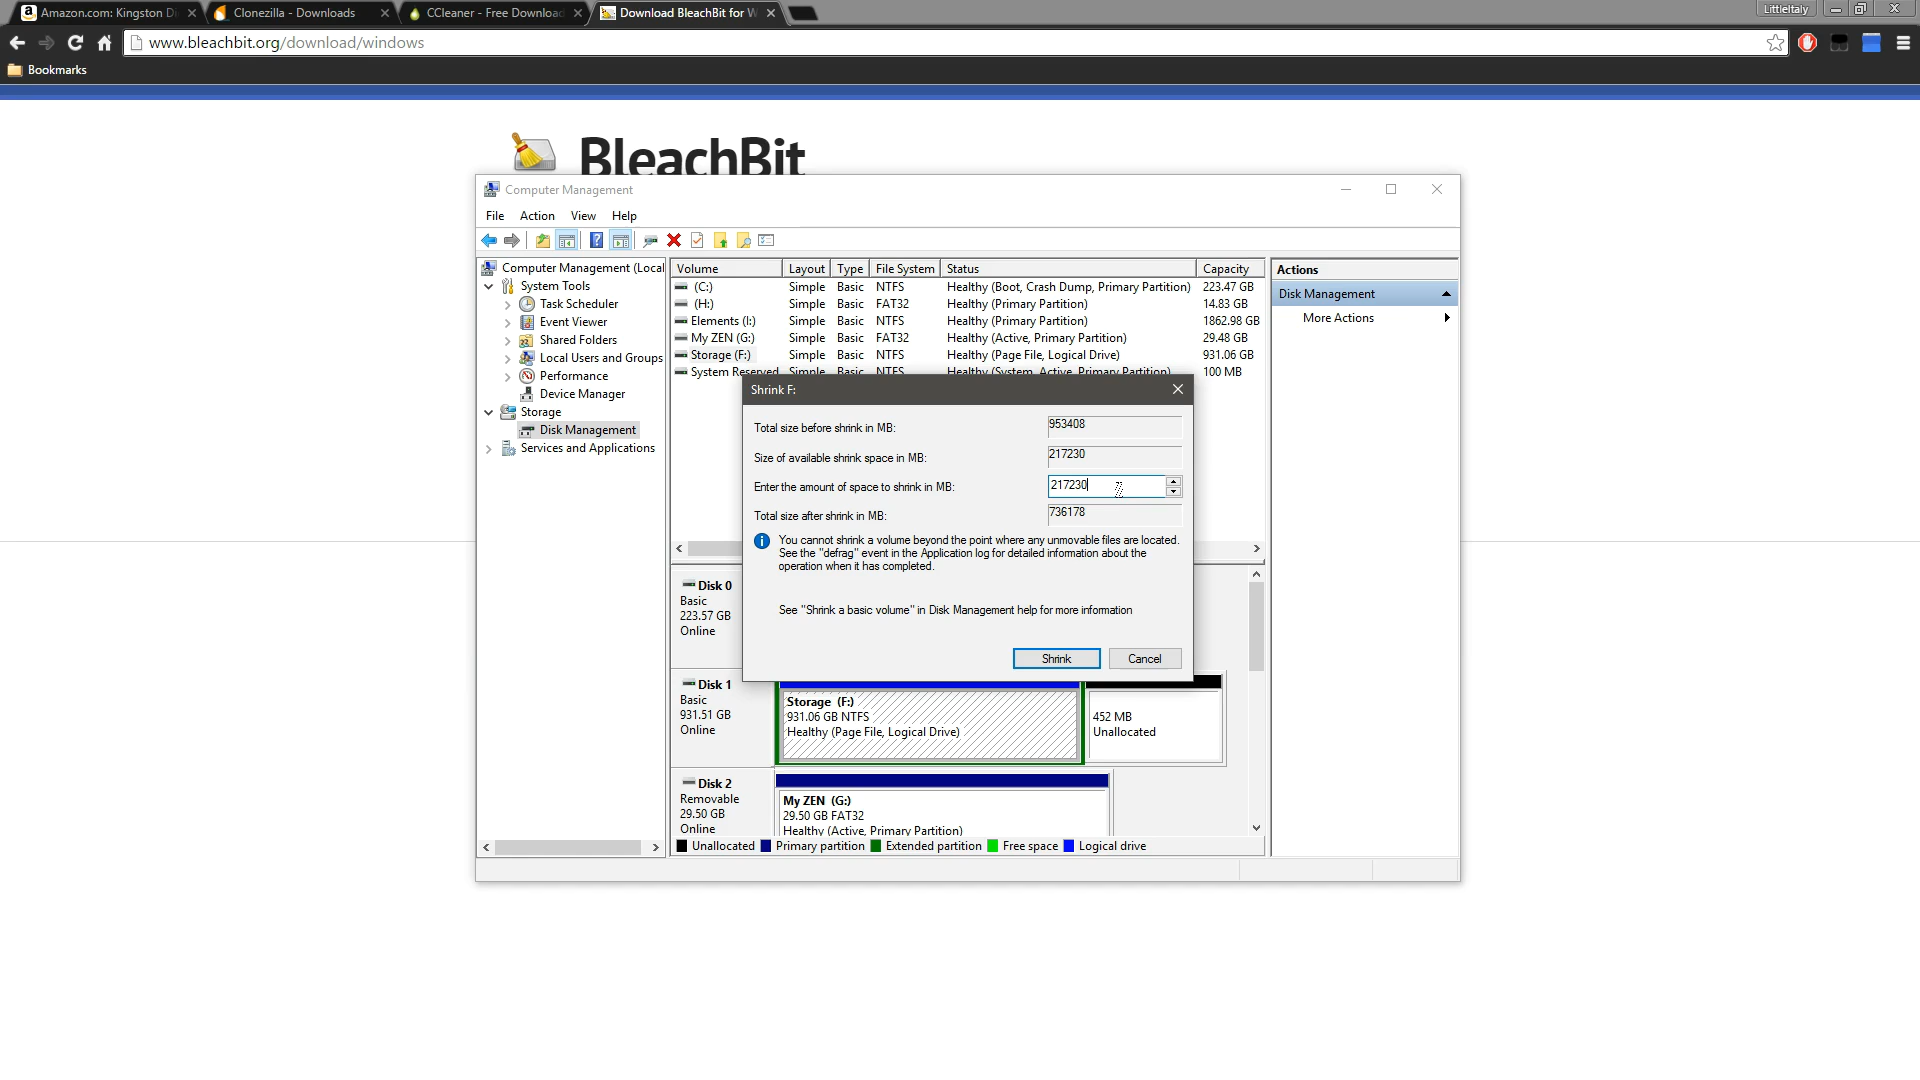 Amazon.com: Kingston Di
Clonezilla - Downloads
CCleaner - Free Download
Download BleachBit for W
LittleItaly
www.bleachbit.org/download/windows
Bookmarks
BleachBit
Computer Management
File Action View Help
Computer Management (Local
System Tools
Task Scheduler
Event Viewer
Shared Folders
Local Users and Groups
Performance
Device Manager
Storage
Disk Management
Services and Applications
Volume Layout Type File System Status Capacity
(C:) Simple Basic NTFS Healthy (Boot, Crash Dump, Primary Partition) 223.47 GB
(H:) Simple Basic FAT32 Healthy (Primary Partition) 14.83 GB
Elements (I:) Simple Basic NTFS Healthy (Primary Partition) 1862.98 GB
My ZEN (G:) Simple Basic FAT32 Healthy (Active, Primary Partition) 29.48 GB
Storage (F:) Simple Basic NTFS Healthy (Page File, Logical Drive) 931.06 GB
System Reserved Simple Basic NTFS Healthy (System, Active, Primary Partition) 100 MB
Actions
Disk Management
More Actions
Shrink F:
Total size before shrink in MB: 953408
Size of available shrink space in MB: 217230
Enter the amount of space to shrink in MB: 217230
Total size after shrink in MB: 736178
You cannot shrink a volume beyond the point where any unmovable files are located.
See the "defrag" event in the Application log for detailed information about the
operation when it has completed.
See "Shrink a basic volume" in Disk Management help for more information
Shrink Cancel
Disk 0
Basic
223.57 GB
Online
Disk 1
Basic
931.51 GB
Online
Storage (F:)
931.06 GB NTFS
Healthy (Page File, Logical Drive)
452 MB
Unallocated
Disk 2
Removable
29.50 GB
Online
My ZEN (G:)
29.50 GB FAT32
Healthy (Active, Primary Partition)
Unallocated Primary partition Extended partition Free space Logical drive